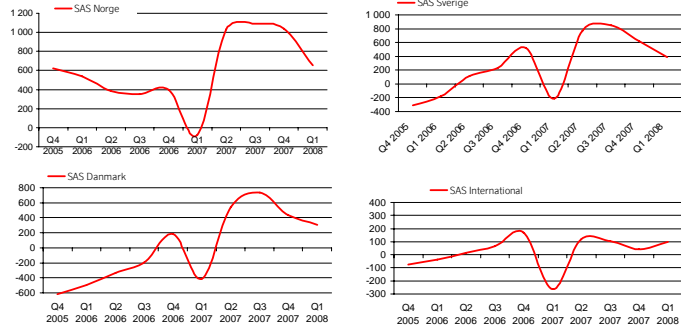 SAS Norge
1 200
1 000
800
600
400
200
0
-200
Q4 Q1 Q2 Q3 Q4 Q1 Q2 Q3 Q4 Q1
2005 2006 2006 2006 2006 2007 2007 2007 2007 2008
SAS Sverige
1 000
800
600
400
200
0
-200
-400
Q4 2005
Q1 2006
Q2 2006
Q3 2006
Q4 2006
Q1 2007
Q2 2007
Q3 2007
Q4 2007
Q1 2008
SAS Danmark
800
600
400
200
0
-200
-400
-600
Q4 Q1 Q2 Q3 Q4 Q1 Q2 Q3 Q4 Q1
2005 2006 2006 2006 2006 2007 2007 2007 2007 2008
SAS International
400
300
200
100
0
-100
-200
-300
Q4 Q1 Q2 Q3 Q4 Q1 Q2 Q3 Q4 Q1
2005 2006 2006 2006 2006 2007 2007 2007 2007 2008